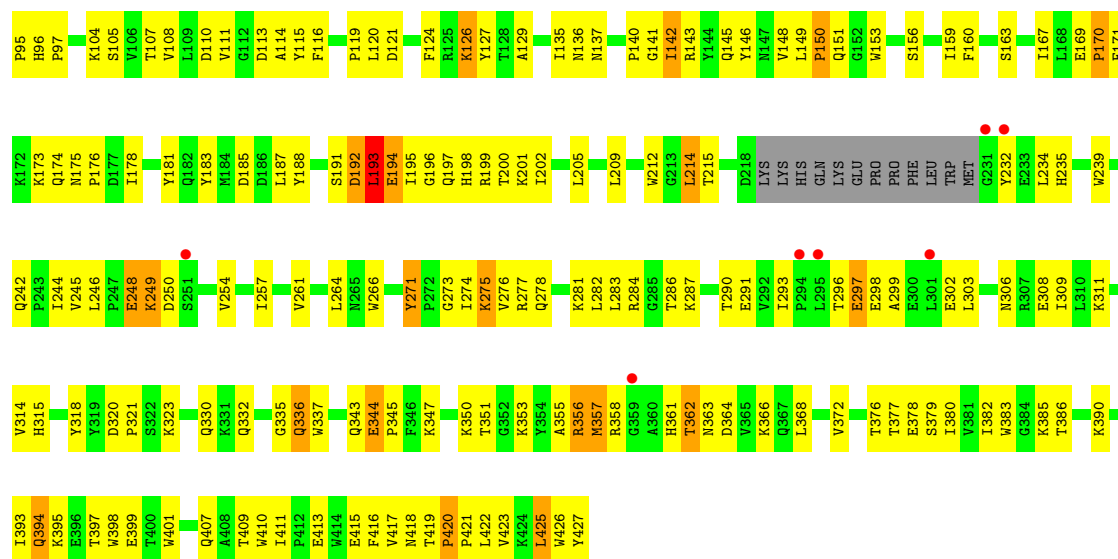 P95 H96 P97 K104 S105 V106 T107 V108 L109 D110 V111 G112 D113 A114 Y115 F116 P119 L120 D121 F124 R125 K126 Y127 T128 A129 I135 N136 N137 P140 G141 I142 R143 Y144 Q145 Y146 N147 V148 L149 P150 Q151 G152 W153 S156 I159 F160 S163 I167 L168 E169 P170 F171
K172 K173 Q174 N175 P176 D177 I178 Y181 Q182 Y183 M184 D185 D186 L187 Y188 S191 D192 L193 E194 I195 G196 Q197 H198 R199 T200 K201 I202 L205 L209 W212 G213 L214 T215 D218 LYS LYS HIS GLN LYS GLU PRO PRO PHE LEU TRP MET G231 Y232 E233 L234 H235 W239
Q242 P243 I244 V245 L246 P247 E248 K249 D250 S251 V254 I257 V261 L264 N265 W266 Y271 P272 G273 I274 K275 V276 R277 Q278 K281 L282 L283 R284 G285 T286 K287 T290 E291 V292 I293 P294 L295 T296 E297 E298 A299 E300 L301 E302 L303 N306 R307 E308 I309 L310 K311
V314 H315 Y318 Y319 D320 P321 S322 K323 Q330 K331 Q332 G335 Q336 W337 Q343 E344 P345 F346 K347 K350 T351 G352 K353 Y354 A355 R356 M357 R358 G359 A360 H361 T362 N363 D364 V365 K366 Q367 L368 V372 T376 T377 E378 S379 I380 V381 I382 W383 G384 K385 T386 K390
I393 Q394 K395 E396 T397 W398 E399 T400 W401 Q407 A408 T409 W410 I411 P412 E413 W414 E415 F416 V417 N418 T419 P420 P421 L422 V423 K424 L425 W426 Y427